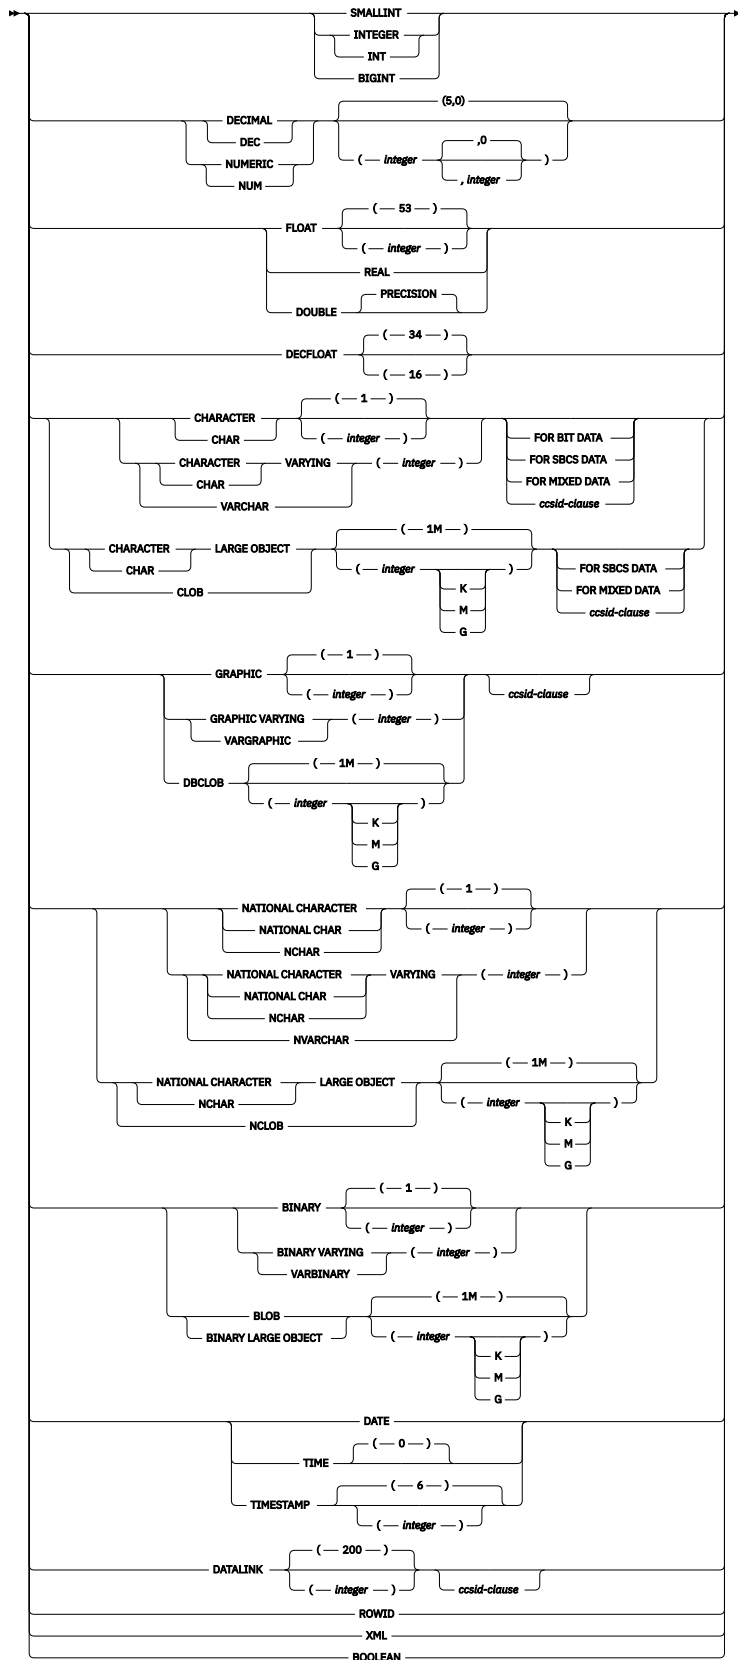 SMALLINT
INTEGER
INT
BIGINT
(5,0)
DECIMAL
DEC
,0
NUMERIC
( integer )
NUM
, integer
( 53 )
FLOAT
( integer )
REAL
PRECISION
DOUBLE
( 34 )
DECFLOAT
( 16 )
( 1 )
CHARACTER
CHAR
( integer )
FOR BIT DATA
CHARACTER VARYING ( integer )
FOR SBCS DATA
CHAR
FOR MIXED DATA
VARCHAR
ccsid-clause
( 1M )
CHARACTER LARGE OBJECT
CHAR
( integer )
FOR SBCS DATA
CLOB
K
FOR MIXED DATA
M
ccsid-clause
G
( 1 )
GRAPHIC
( integer )
ccsid-clause
GRAPHIC VARYING ( integer )
VARGRAPHIC
( 1M )
DBCLOB
( integer )
K
M
G
( 1 )
NATIONAL CHARACTER
NATIONAL CHAR
( integer )
NCHAR
NATIONAL CHARACTER VARYING ( integer )
NATIONAL CHAR
NCHAR
NVARCHAR
( 1M )
NATIONAL CHARACTER LARGE OBJECT
NCHAR
( integer )
NCLOB
K
M
G
( 1 )
BINARY
( integer )
BINARY VARYING ( integer )
VARBINARY
( 1M )
BLOB
BINARY LARGE OBJECT
( integer )
K
M
G
DATE
( 0 )
TIME
( 6 )
TIMESTAMP
( integer )
( 200 )
DATALINK
( integer )
ccsid-clause
ROWID
XML
BOOLEAN